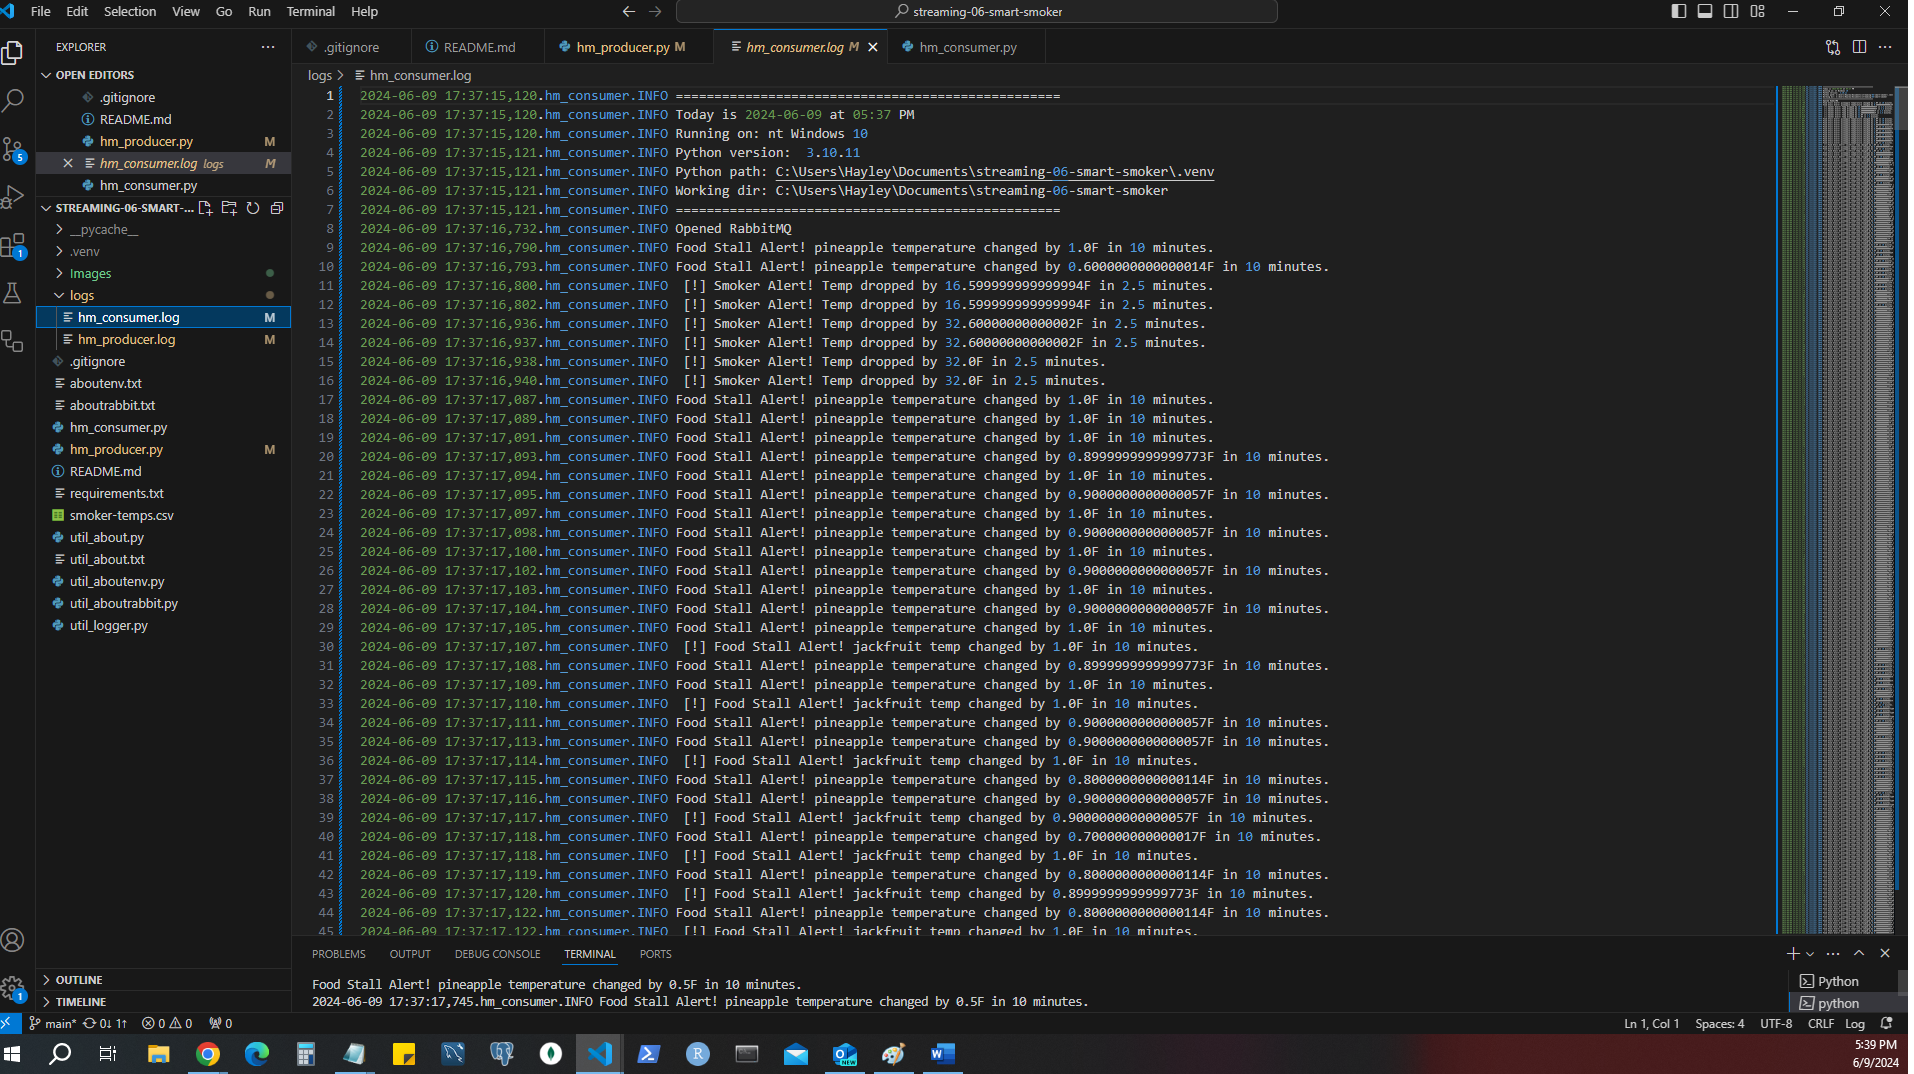 File Edit Selection View Go Run Terminal Help
streaming-06-smart-smoker
EXPLORER
.gitignore README.md hm_producer.py M hm_consumer.log M hm_consumer.py
OPEN EDITORS
.gitignore
README.md
hm_producer.py M
hm_consumer.log logs M
hm_consumer.py
STREAMING-06-SMART-...
__pycache__
.venv
Images
logs
hm_consumer.log M
hm_producer.log M
.gitignore
aboutenv.txt
aboutrabbit.txt
hm_consumer.py
hm_producer.py M
README.md
requirements.txt
smoker-temps.csv
util_about.py
util_about.txt
util_aboutenv.py
util_aboutrabbit.py
util_logger.py
OUTLINE
TIMELINE
5
1
1
logs > hm_consumer.log
1 2024-06-09 17:37:15,120.hm_consumer.INFO ==================================================
2 2024-06-09 17:37:15,120.hm_consumer.INFO Today is 2024-06-09 at 05:37 PM
3 2024-06-09 17:37:15,120.hm_consumer.INFO Running on: nt Windows 10
4 2024-06-09 17:37:15,121.hm_consumer.INFO Python version:  3.10.11
5 2024-06-09 17:37:15,121.hm_consumer.INFO Python path: C:\Users\Hayley\Documents\streaming-06-smart-smoker\.venv
6 2024-06-09 17:37:15,121.hm_consumer.INFO Working dir: C:\Users\Hayley\Documents\streaming-06-smart-smoker
7 2024-06-09 17:37:15,121.hm_consumer.INFO ==================================================
8 2024-06-09 17:37:16,732.hm_consumer.INFO Opened RabbitMQ
9 2024-06-09 17:37:16,790.hm_consumer.INFO Food Stall Alert! pineapple temperature changed by 1.0F in 10 minutes.
10 2024-06-09 17:37:16,793.hm_consumer.INFO Food Stall Alert! pineapple temperature changed by 0.6000000000000014F in 10 minutes.
11 2024-06-09 17:37:16,800.hm_consumer.INFO  [!] Smoker Alert! Temp dropped by 16.599999999999994F in 2.5 minutes.
12 2024-06-09 17:37:16,802.hm_consumer.INFO  [!] Smoker Alert! Temp dropped by 16.599999999999994F in 2.5 minutes.
13 2024-06-09 17:37:16,936.hm_consumer.INFO  [!] Smoker Alert! Temp dropped by 32.60000000000002F in 2.5 minutes.
14 2024-06-09 17:37:16,937.hm_consumer.INFO  [!] Smoker Alert! Temp dropped by 32.60000000000002F in 2.5 minutes.
15 2024-06-09 17:37:16,938.hm_consumer.INFO  [!] Smoker Alert! Temp dropped by 32.0F in 2.5 minutes.
16 2024-06-09 17:37:16,940.hm_consumer.INFO  [!] Smoker Alert! Temp dropped by 32.0F in 2.5 minutes.
17 2024-06-09 17:37:17,087.hm_consumer.INFO Food Stall Alert! pineapple temperature changed by 1.0F in 10 minutes.
18 2024-06-09 17:37:17,089.hm_consumer.INFO Food Stall Alert! pineapple temperature changed by 1.0F in 10 minutes.
19 2024-06-09 17:37:17,091.hm_consumer.INFO Food Stall Alert! pineapple temperature changed by 1.0F in 10 minutes.
20 2024-06-09 17:37:17,093.hm_consumer.INFO Food Stall Alert! pineapple temperature changed by 0.8999999999999773F in 10 minutes.
21 2024-06-09 17:37:17,094.hm_consumer.INFO Food Stall Alert! pineapple temperature changed by 1.0F in 10 minutes.
22 2024-06-09 17:37:17,095.hm_consumer.INFO Food Stall Alert! pineapple temperature changed by 0.9000000000000057F in 10 minutes.
23 2024-06-09 17:37:17,097.hm_consumer.INFO Food Stall Alert! pineapple temperature changed by 1.0F in 10 minutes.
24 2024-06-09 17:37:17,098.hm_consumer.INFO Food Stall Alert! pineapple temperature changed by 0.9000000000000057F in 10 minutes.
25 2024-06-09 17:37:17,100.hm_consumer.INFO Food Stall Alert! pineapple temperature changed by 1.0F in 10 minutes.
26 2024-06-09 17:37:17,102.hm_consumer.INFO Food Stall Alert! pineapple temperature changed by 0.9000000000000057F in 10 minutes.
27 2024-06-09 17:37:17,103.hm_consumer.INFO Food Stall Alert! pineapple temperature changed by 1.0F in 10 minutes.
28 2024-06-09 17:37:17,104.hm_consumer.INFO Food Stall Alert! pineapple temperature changed by 0.9000000000000057F in 10 minutes.
29 2024-06-09 17:37:17,105.hm_consumer.INFO Food Stall Alert! pineapple temperature changed by 1.0F in 10 minutes.
30 2024-06-09 17:37:17,107.hm_consumer.INFO  [!] Food Stall Alert! jackfruit temp changed by 1.0F in 10 minutes.
31 2024-06-09 17:37:17,108.hm_consumer.INFO Food Stall Alert! pineapple temperature changed by 0.8999999999999773F in 10 minutes.
32 2024-06-09 17:37:17,109.hm_consumer.INFO Food Stall Alert! pineapple temperature changed by 1.0F in 10 minutes.
33 2024-06-09 17:37:17,110.hm_consumer.INFO  [!] Food Stall Alert! jackfruit temp changed by 1.0F in 10 minutes.
34 2024-06-09 17:37:17,111.hm_consumer.INFO Food Stall Alert! pineapple temperature changed by 0.9000000000000057F in 10 minutes.
35 2024-06-09 17:37:17,113.hm_consumer.INFO Food Stall Alert! pineapple temperature changed by 0.9000000000000057F in 10 minutes.
36 2024-06-09 17:37:17,114.hm_consumer.INFO  [!] Food Stall Alert! jackfruit temp changed by 1.0F in 10 minutes.
37 2024-06-09 17:37:17,115.hm_consumer.INFO Food Stall Alert! pineapple temperature changed by 0.8000000000000114F in 10 minutes.
38 2024-06-09 17:37:17,116.hm_consumer.INFO Food Stall Alert! pineapple temperature changed by 0.9000000000000057F in 10 minutes.
39 2024-06-09 17:37:17,117.hm_consumer.INFO  [!] Food Stall Alert! jackfruit temp changed by 0.9000000000000057F in 10 minutes.
40 2024-06-09 17:37:17,118.hm_consumer.INFO Food Stall Alert! pineapple temperature changed by 0.700000000000017F in 10 minutes.
41 2024-06-09 17:37:17,118.hm_consumer.INFO  [!] Food Stall Alert! jackfruit temp changed by 1.0F in 10 minutes.
42 2024-06-09 17:37:17,119.hm_consumer.INFO Food Stall Alert! pineapple temperature changed by 0.8000000000000114F in 10 minutes.
43 2024-06-09 17:37:17,120.hm_consumer.INFO  [!] Food Stall Alert! jackfruit temp changed by 0.8999999999999773F in 10 minutes.
44 2024-06-09 17:37:17,122.hm_consumer.INFO Food Stall Alert! pineapple temperature changed by 0.8000000000000114F in 10 minutes.
45 2024-06-09 17:37:17,122.hm_consumer.INFO  [!] Food Stall Alert! jackfruit temp changed by 1.0F in 10 minutes.
PROBLEMS OUTPUT DEBUG CONSOLE TERMINAL PORTS
Food Stall Alert! pineapple temperature changed by 0.5F in 10 minutes.
2024-06-09 17:37:17,745.hm_consumer.INFO Food Stall Alert! pineapple temperature changed by 0.5F in 10 minutes.
Python
python
main* 0↓ 1↑ 0 0 0
Ln 1, Col 1 Spaces: 4 UTF-8 CRLF Log
5:39 PM
6/9/2024